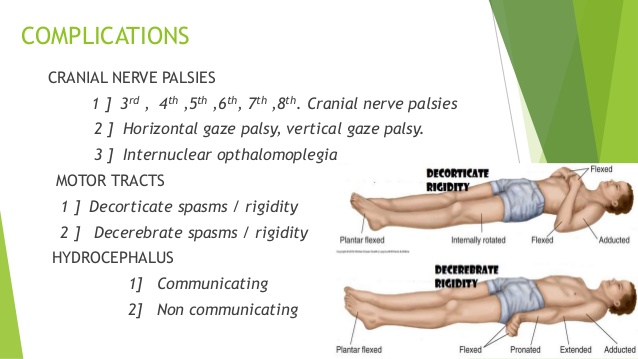 COMPLICATIONS
CRANIAL NERVE PALSIES
1 ] 3rd , 4th ,5th ,6th, 7th ,8th. Cranial nerve palsies
2 ] Horizontal gaze palsy, vertical gaze palsy.
3 ] Internuclear opthalomoplegia
MOTOR TRACTS
1 ] Decorticate spasms / rigidity
2 ] Decerebrate spasms / rigidity
HYDROCEPHALUS
1] Communicating
2] Non communicating
DECORTICATE
RIGIDITY
Flexed
Plantar flexed
Internally rotated
Flexed
Adducted
DECEREBRATE
RIGIDITY
Plantar flexed
Flexed
Pronated
Extended
Adducted